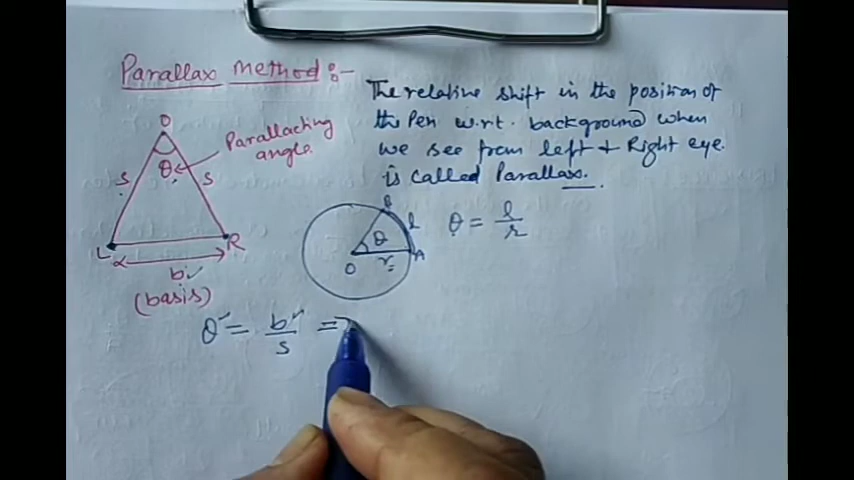 Parallax method :-
The relative shift in the position of
the Pen w.r.t. background when
we see from left + Right eye.
is called Parallax.
O
Parallacting
angle.
θ
s
s
L
R
b
(basis)
B
l
θ
O
r
A
θ = l/r
θ = b/s =